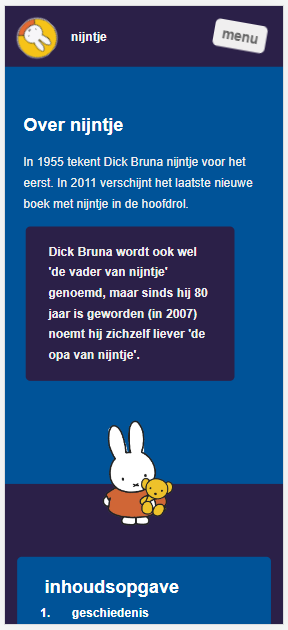 nijntje
menu
Over nijntje
In 1955 tekent Dick Bruna nijntje voor het
eerst. In 2011 verschijnt het laatste nieuwe
boek met nijntje in de hoofdrol.
Dick Bruna wordt ook wel
'de vader van nijntje'
genoemd, maar sinds hij 80
jaar is geworden (in 2007)
noemt hij zichzelf liever 'de
opa van nijntje'.
inhoudsopgave
1. geschiedenis